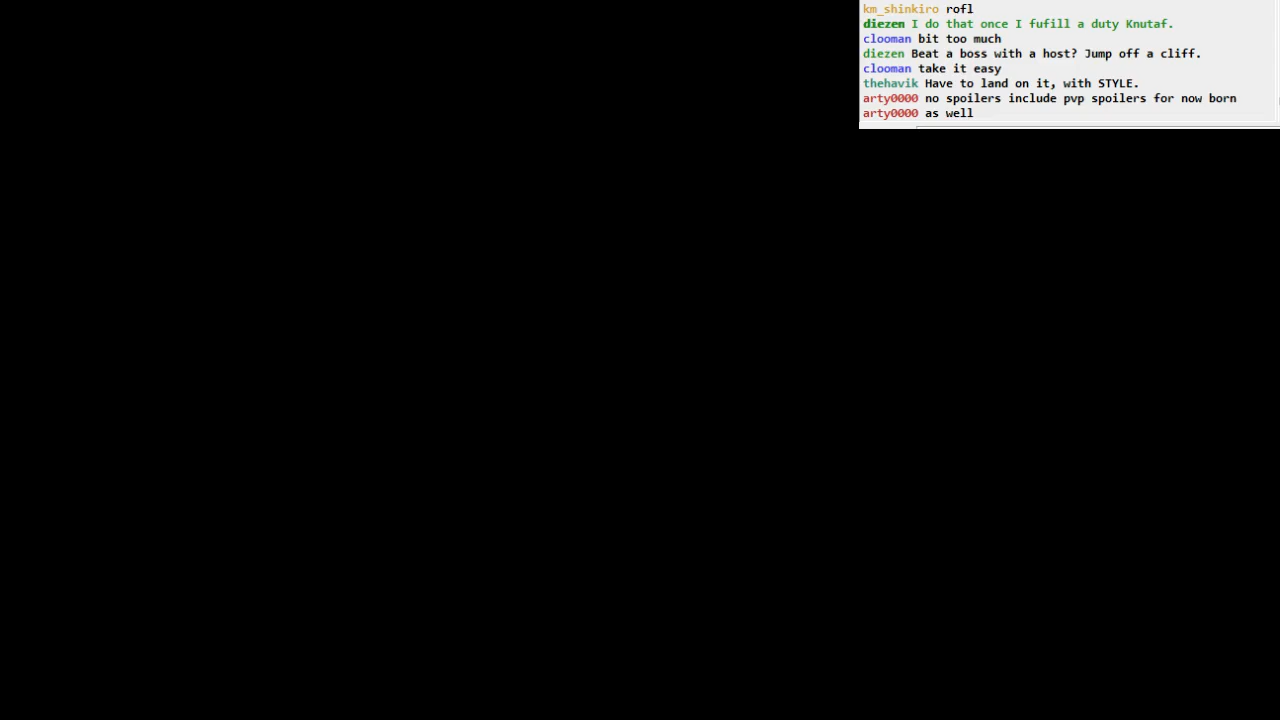 km_shinkiro rofl
diezen I do that once I fufill a duty Knutaf.
clooman bit too much
diezen Beat a boss with a host? Jump off a cliff.
clooman take it easy
thehavik Have to land on it, with STYLE.
arty0000 no spoilers include pvp spoilers for now born
arty0000 as well